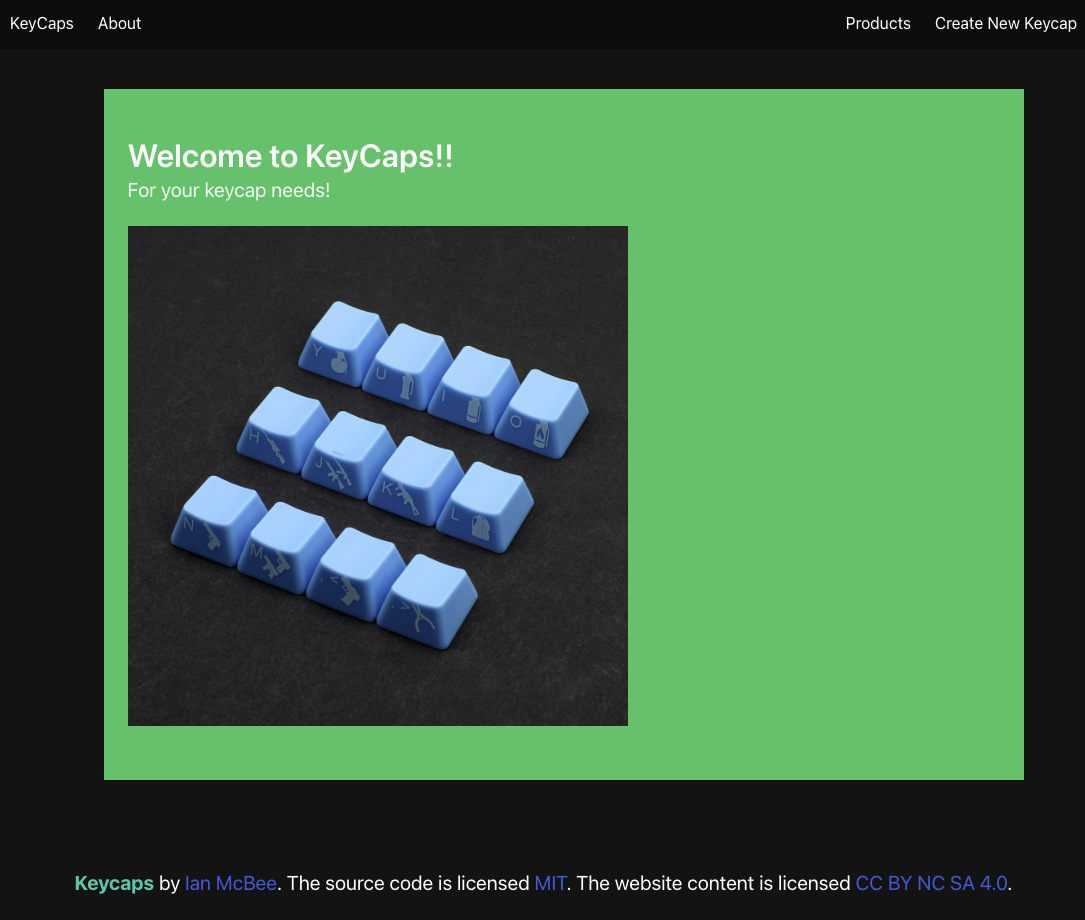 KeyCaps About Products Create New Keycap
Welcome to KeyCaps!!
For your keycap needs!
Y U I O
H J K L
N M , < . >
Keycaps by Ian McBee. The source code is licensed MIT. The website content is licensed CC BY NC SA 4.0.